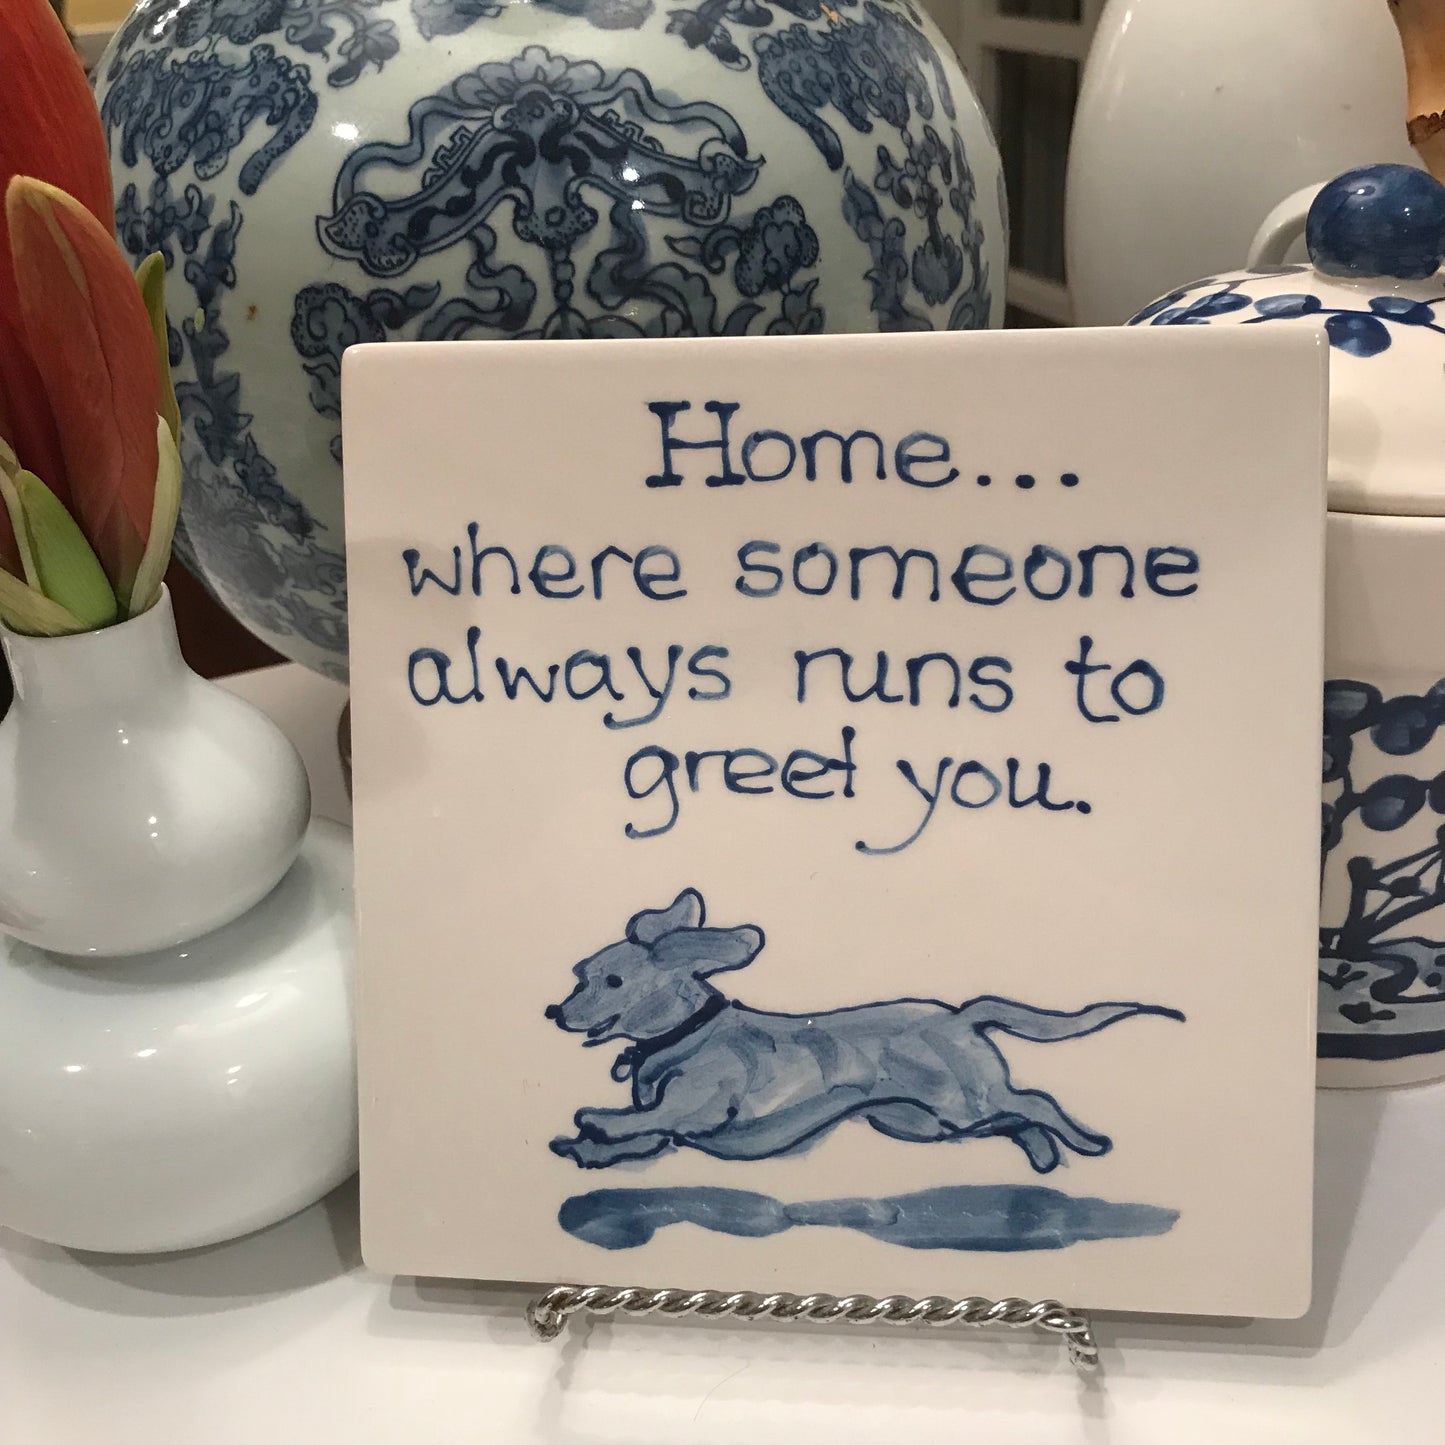 Home...
where someone
always runs to
greet you.